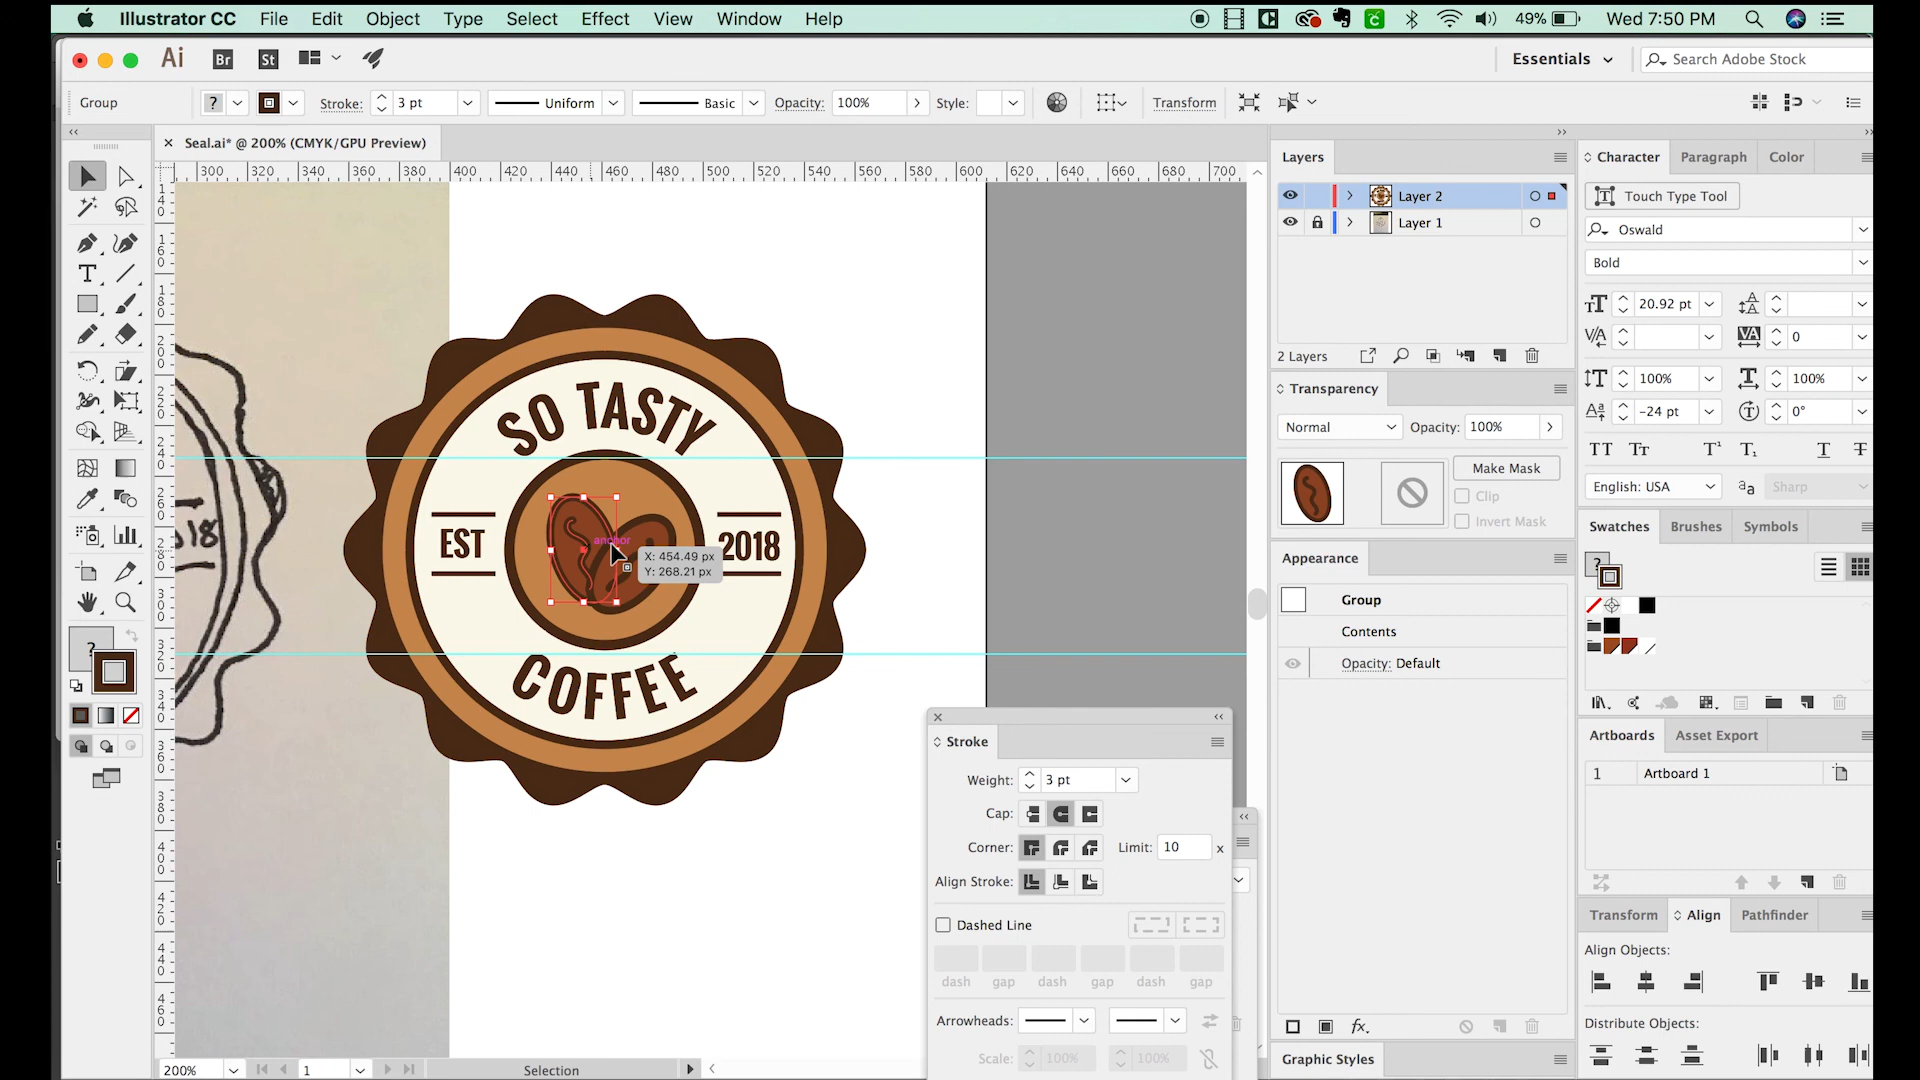 Illustrator CC File Edit Object Type Select Effect View Window Help 49% Wed 7:50 PM
Ai Br St Essentials Search Adobe Stock
Group ? Stroke: 3 pt Uniform Basic Opacity: 100% Style: Transform
× Seal.ai* @ 200% (CMYK/GPU Preview)
300 320 340 360 380 400 420 440 460 480 500 520 540 560 580 600 620 640 660 680 700
SO TASTY
EST
2018
COFFEE
anchor
X: 454.49 px
Y: 268.21 px
Layers
Layer 2
Layer 1
2 Layers
Transparency
Normal Opacity: 100%
Make Mask
Clip
Invert Mask
Appearance
Group
Contents
Opacity: Default
fx.
Graphic Styles
Character Paragraph Color
Touch Type Tool
Oswald
Bold
20.92 pt
0
100% 100%
-24 pt 0°
English: USA Sharp
Swatches Brushes Symbols
?
Artboards Asset Export
1 Artboard 1
Transform Align Pathfinder
Align Objects:
Distribute Objects:
Stroke
Weight: 3 pt
Cap:
Corner: Limit: 10 x
Align Stroke:
Dashed Line
dash gap dash gap dash gap
Arrowheads:
Scale: 100% 100%
200% 1 Selection